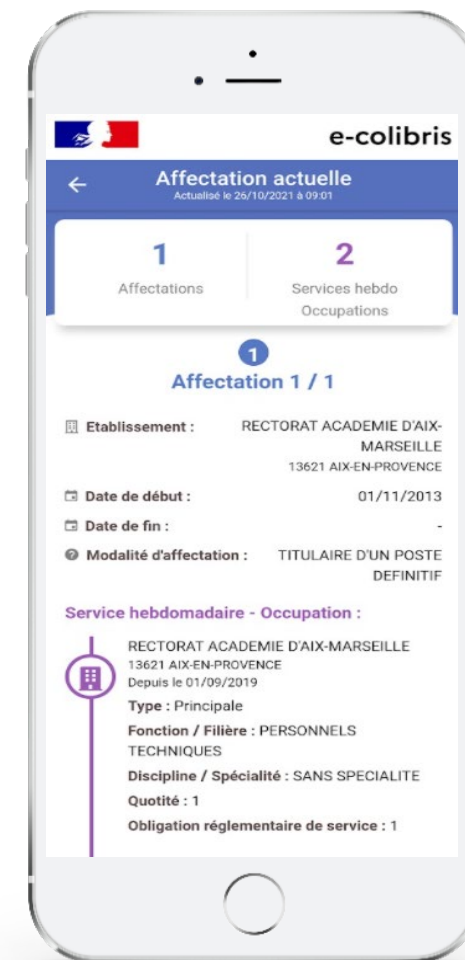 e-colibris
Affectation actuelle
Actualisé le 26/10/2021 à 09:01
1
Affectations
2
Services hebdo
Occupations
1
Affectation 1 / 1
Etablissement : RECTORAT ACADEMIE D'AIX-
MARSEILLE
13621 AIX-EN-PROVENCE
Date de début : 01/11/2013
Date de fin : -
Modalité d'affectation : TITULAIRE D'UN POSTE
DEFINITIF
Service hebdomadaire - Occupation :
RECTORAT ACADEMIE D'AIX-MARSEILLE
13621 AIX-EN-PROVENCE
Depuis le 01/09/2019
Type : Principale
Fonction / Filière : PERSONNELS
TECHNIQUES
Discipline / Spécialité : SANS SPECIALITE
Quotité : 1
Obligation réglementaire de service : 1